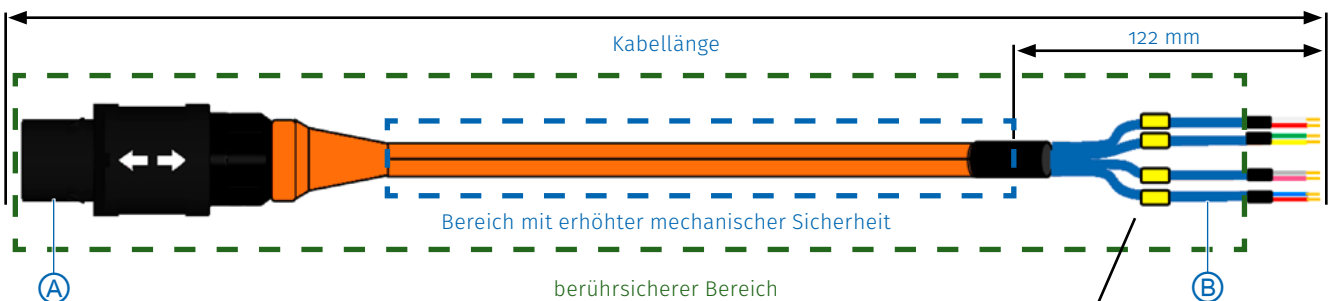 Kabellänge
122 mm
Bereich mit erhöhter mechanischer Sicherheit
A
berührsicherer Bereich
B